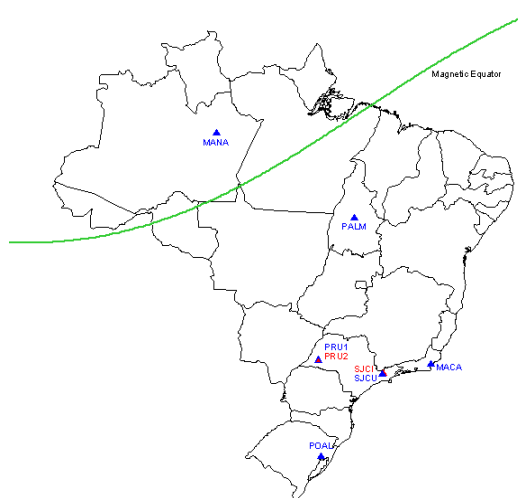 Magnetic Equator
MANA
PALM
PRU1
PRU2
SJCI
SJCU
MACA
POAL